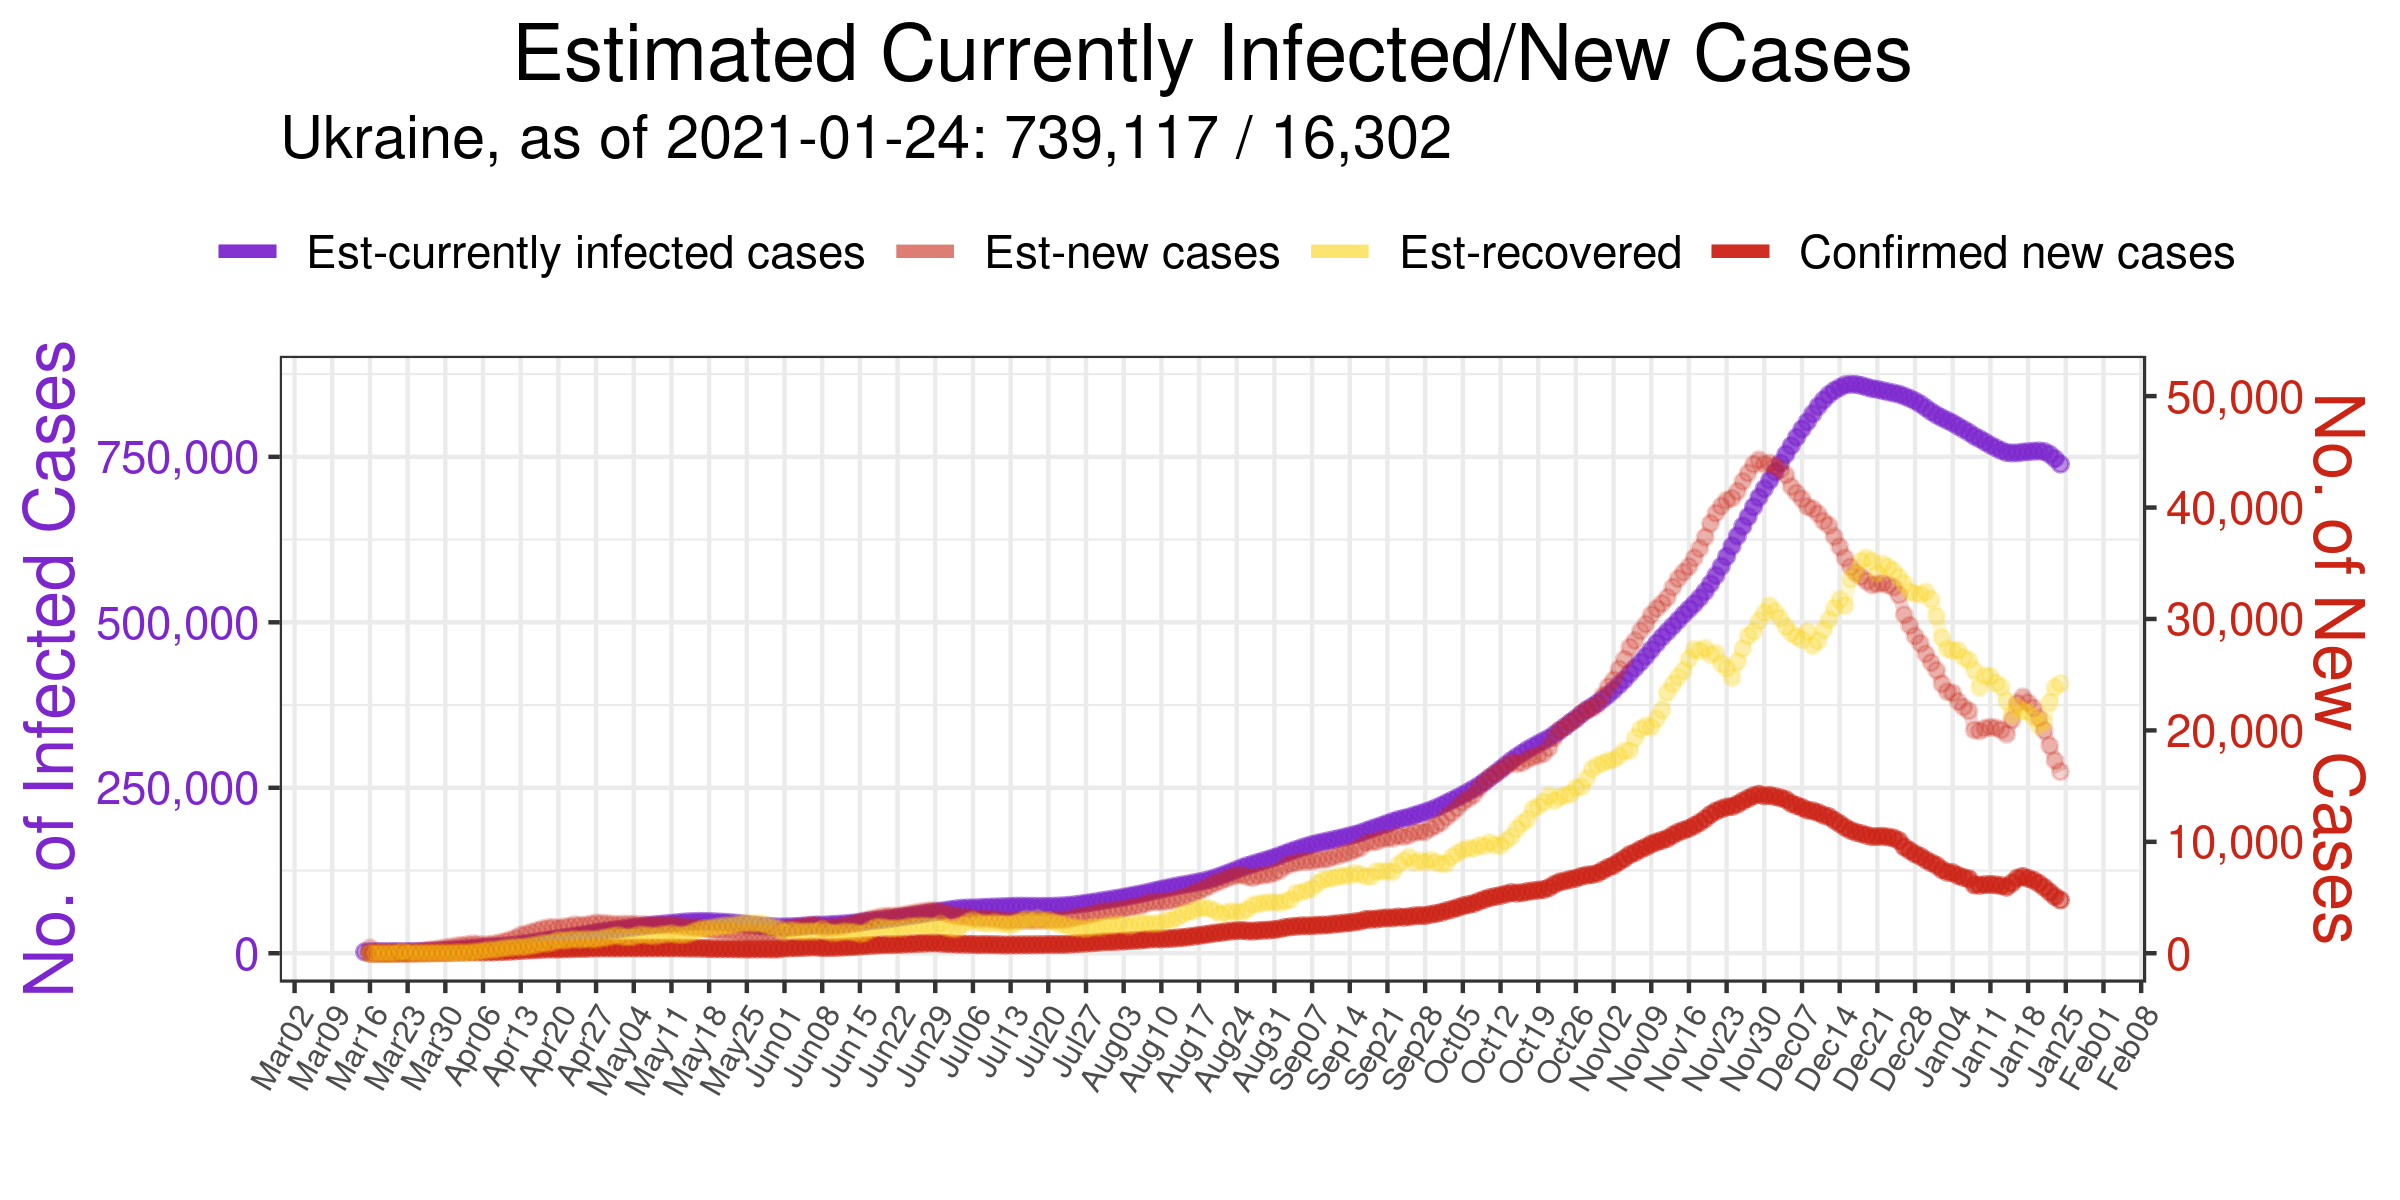 Estimated Currently Infected/New Cases
Ukraine, as of 2021-01-24: 739,117 / 16,302
Est-currently infected cases
Est-new cases
Est-recovered
Confirmed new cases
No. of Infected Cases
750,000
500,000
250,000
0
50,000
40,000
30,000
20,000
10,000
0
No. of New Cases
Mar02
Mar09
Mar16
Mar23
Mar30
Apr06
Apr13
Apr20
Apr27
May04
May11
May18
May25
Jun01
Jun08
Jun15
Jun22
Jun29
Jul06
Jul13
Jul20
Jul27
Aug03
Aug10
Aug17
Aug24
Aug31
Sep07
Sep14
Sep21
Sep28
Oct05
Oct12
Oct19
Oct26
Nov02
Nov09
Nov16
Nov23
Nov30
Dec07
Dec14
Dec21
Dec28
Jan04
Jan11
Jan18
Jan25
Feb01
Feb08